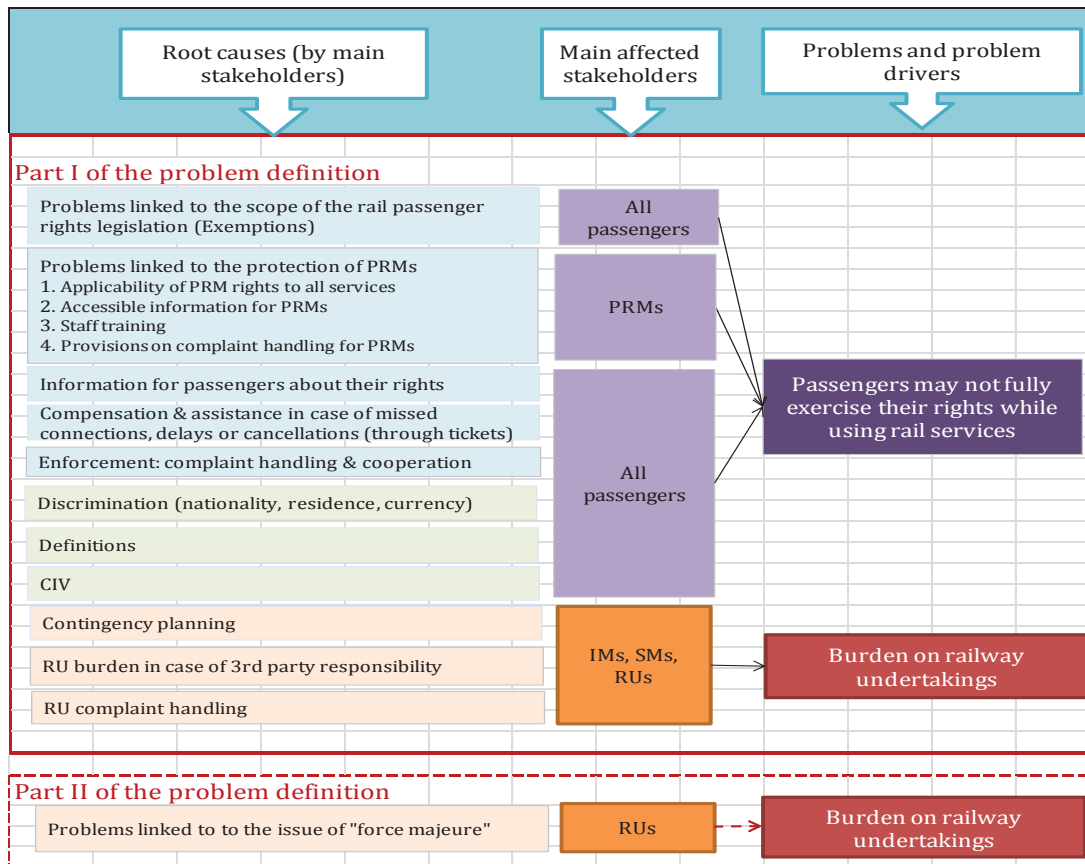 Root causes (by main
stakeholders)
Main affected
stakeholders
Problems and problem
drivers
Part I of the problem definition
Problems linked to the scope of the rail passenger
rights legislation (Exemptions)
All
passengers
Problems linked to the protection of PRMs
1. Applicability of PRM rights to all services
2. Accessible information for PRMs
3. Staff training
4. Provisions on complaint handling for PRMs
PRMs
Information for passengers about their rights
Compensation & assistance in case of missed
connections, delays or cancellations (through tickets)
Enforcement: complaint handling & cooperation
Discrimination (nationality, residence, currency)
Definitions
CIV
All
passengers
Passengers may not fully
exercise their rights while
using rail services
Contingency planning
RU burden in case of 3rd party responsibility
RU complaint handling
IMs, SMs,
RUs
Burden on railway
undertakings
Part II of the problem definition
Problems linked to to the issue of "force majeure"
RUs
Burden on railway
undertakings